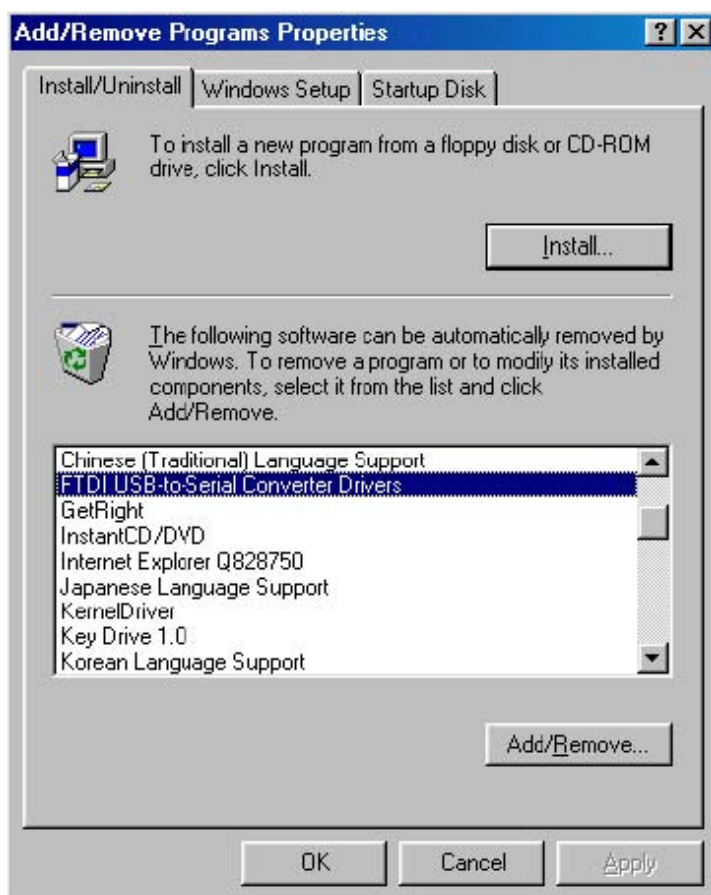 Add/Remove Programs Properties
Install/Uninstall
Windows Setup
Startup Disk
To install a new program from a floppy disk or CD-ROM
drive, click Install.
Install...
The following software can be automatically removed by
Windows. To remove a program or to modify its installed
components, select it from the list and click
Add/Remove.
Chinese (Traditional) Language Support
FTDI USB-to-Serial Converter Drivers
GetRight
InstantCD/DVD
Internet Explorer Q828750
Japanese Language Support
KernelDriver
Key Drive 1.0
Korean Language Support
Add/Remove...
OK
Cancel
Apply